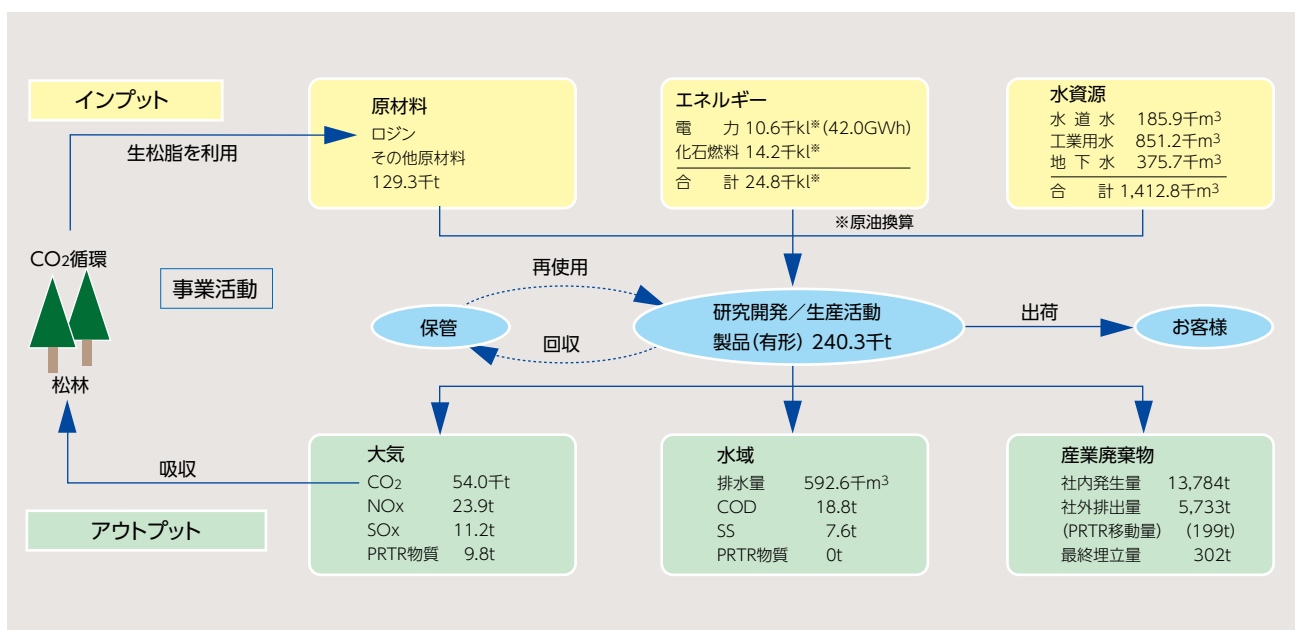 インプット
原材料
ロジン
その他原材料
129.3千t
エネルギー
電 力 10.6千kl※(42.0GWh)
化石燃料 14.2千kl※
合 計 24.8千kl※
水資源
水道水 185.9千m³
工業用水 851.2千m³
地下水 375.7千m³
合 計 1,412.8千m³
※原油換算
生松脂を利用
CO₂循環
松林
事業活動
再使用
保管
回収
研究開発／生産活動
製品(有形) 240.3千t
出荷
お客様
吸収
アウトプット
大気
CO₂ 54.0千t
NOx 23.9t
SOx 11.2t
PRTR物質 9.8t
水域
排水量 592.6千m³
COD 18.8t
SS 7.6t
PRTR物質 0t
産業廃棄物
社内発生量 13,784t
社外排出量 5,733t
(PRTR移動量) (199t)
最終埋立量 302t